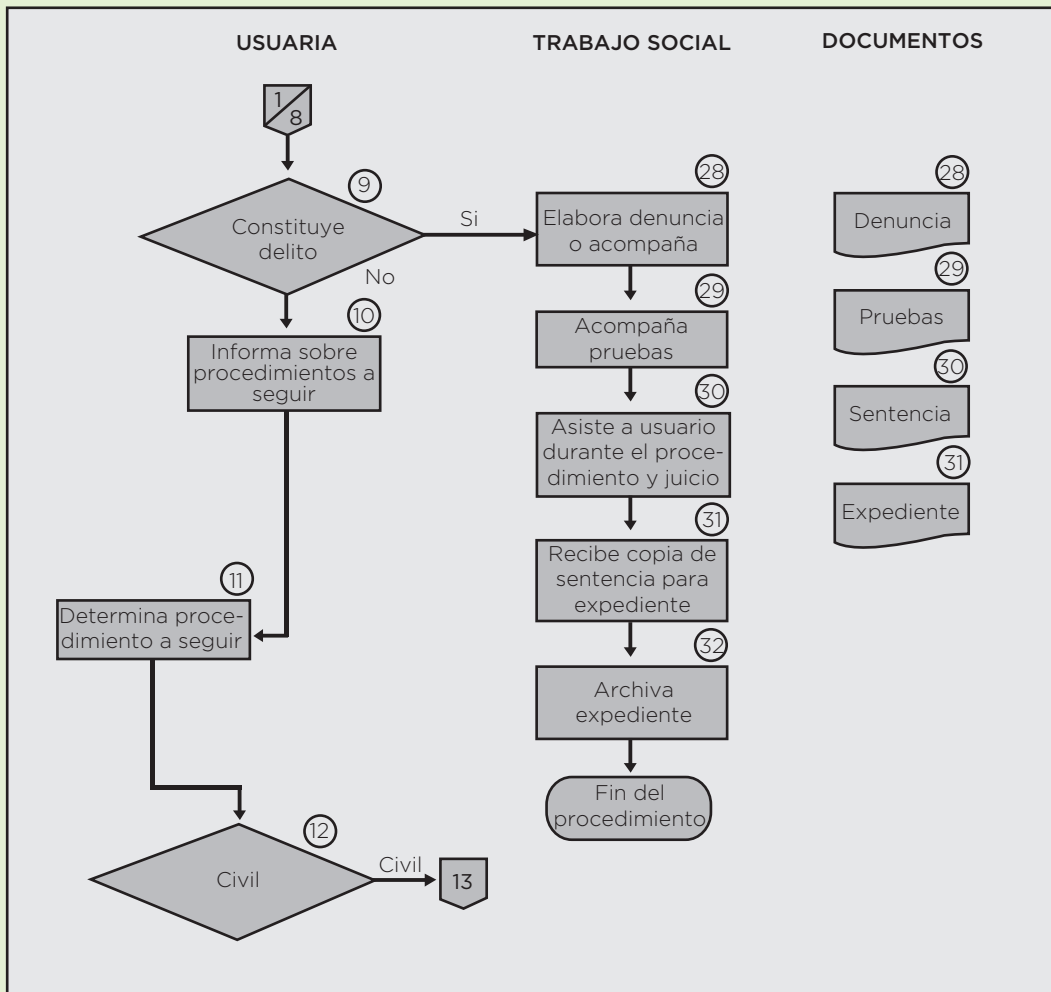 USUARIA
TRABAJO SOCIAL
DOCUMENTOS
1
8
9
Constituye
delito
Si
No
10
Informa sobre
procedimientos a
seguir
11
Determina proce-
dimiento a seguir
12
Civil
Civil
13
28
Elabora denuncia
o acompaña
29
Acompaña
pruebas
30
Asiste a usuario
durante el proce-
dimiento y juicio
31
Recibe copia de
sentencia para
expediente
32
Archiva
expediente
Fin del
procedimiento
28
Denuncia
29
Pruebas
30
Sentencia
31
Expediente